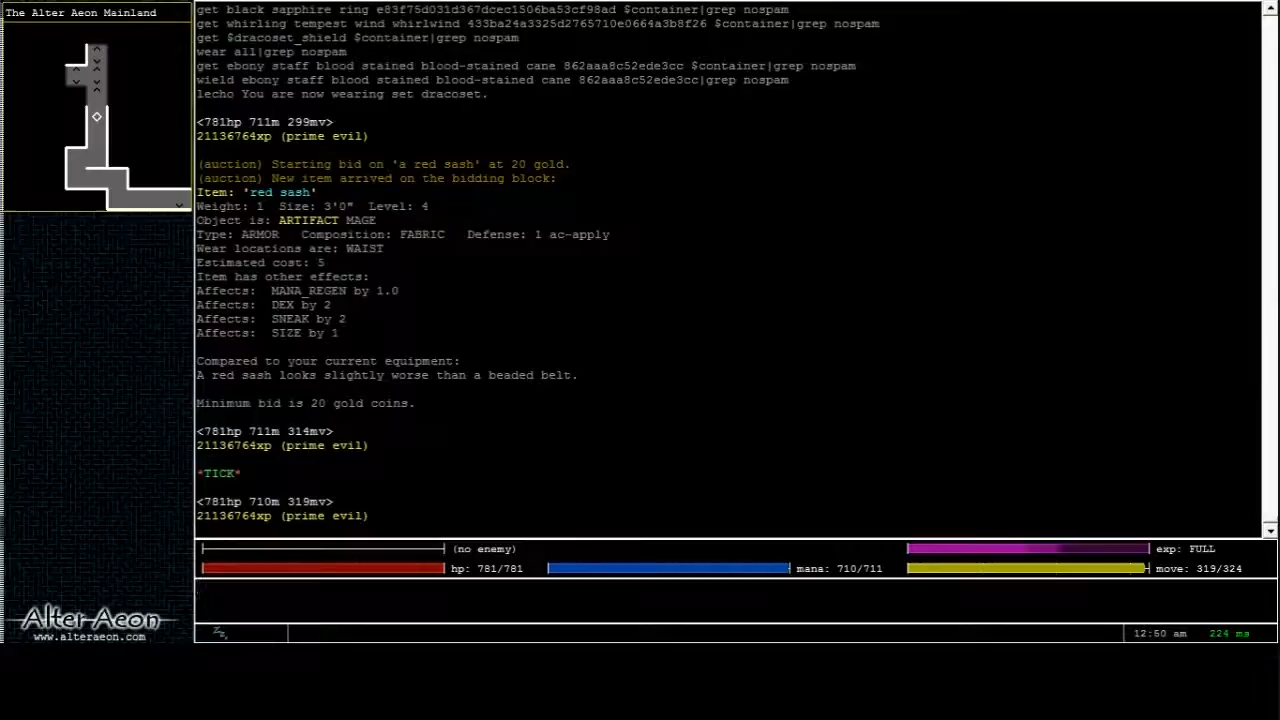 The Alter Aeon Mainland
get black sapphire ring e83f75d031d367dcec1506ba53cf98ad $container|grep nospam
get whirling tempest wind whirlwind 433ba24a3325d2765710e0664a3b8f26 $container|grep nospam
get $dracoset_shield $container|grep nospam
wear all|grep nospam
get ebony staff blood stained blood-stained cane 862aaa8c52ede3cc $container|grep nospam
wield ebony staff blood stained blood-stained cane 862aaa8c52ede3cc|grep nospam
lecho You are now wearing set dracoset.
<781hp 711m 299mv>
21136764xp (prime evil)
(auction) Starting bid on 'a red sash' at 20 gold.
(auction) New item arrived on the bidding block:
Item: 'red sash'
Weight: 1  Size: 3'0"  Level: 4
Object is: ARTIFACT MAGE
Type: ARMOR   Composition: FABRIC   Defense: 1 ac-apply
Wear locations are: WAIST
Estimated cost: 5
Item has other effects:
Affects:  MANA_REGEN by 1.0
Affects:  DEX by 2
Affects:  SNEAK by 2
Affects:  SIZE by 1
Compared to your current equipment:
A red sash looks slightly worse than a beaded belt.
Minimum bid is 20 gold coins.
<781hp 711m 314mv>
21136764xp (prime evil)
*TICK*
<781hp 710m 319mv>
21136764xp (prime evil)
(no enemy)
exp: FULL
hp: 781/781
mana: 710/711
move: 319/324
Alter Aeon
www.alteraeon.com
12:50 am
224 ms